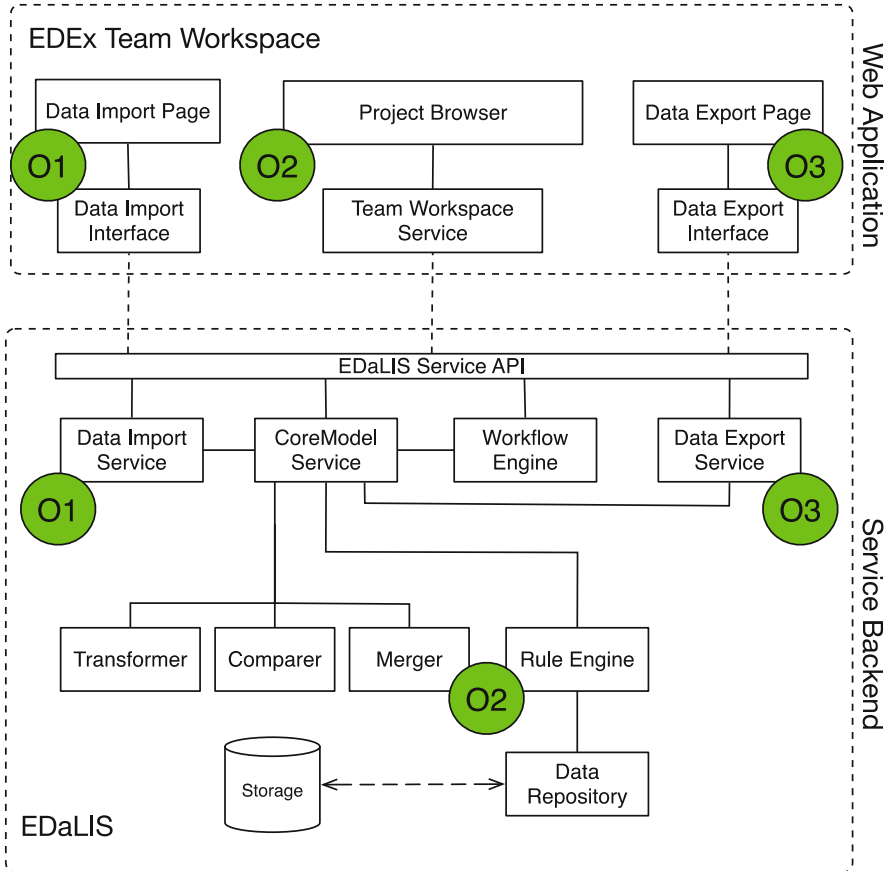 EDEx Team Workspace
Web Application
Data Import Page
Project Browser
Data Export Page
O1
O2
O3
Data Import
Interface
Team Workspace
Service
Data Export
Interface
EDaLIS Service API
Data Import
Service
CoreModel
Service
Workflow
Engine
Data Export
Service
O1
O3
Service Backend
Transformer
Comparer
Merger
Rule Engine
O2
Storage
Data
Repository
EDaLIS